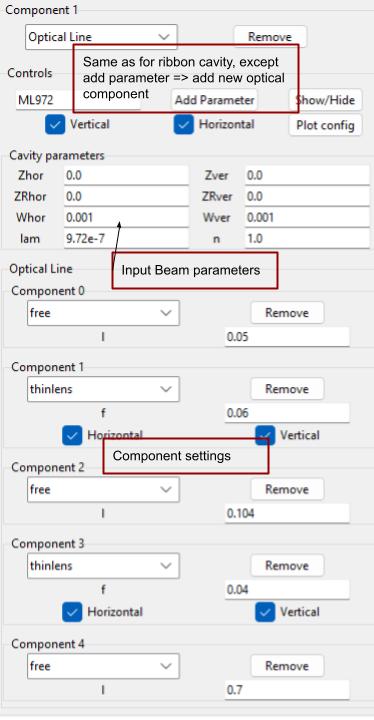 Component 1
Optical Line Remove
Same as for ribbon cavity, except
add parameter => add new optical
component
Controls
ML972 Add Parameter Show/Hide
Vertical Horizontal Plot config
Cavity parameters
Zhor 0.0 Zver 0.0
ZRhor 0.0 ZRver 0.0
Whor 0.001 Wver 0.001
lam 9.72e-7 n 1.0
Optical Line
Input Beam parameters
Component 0
free Remove
l 0.05
Component 1
thinlens Remove
f 0.06
Horizontal Vertical
Component settings
Component 2
free Remove
l 0.104
Component 3
thinlens Remove
f 0.04
Horizontal Vertical
Component 4
free Remove
l 0.7